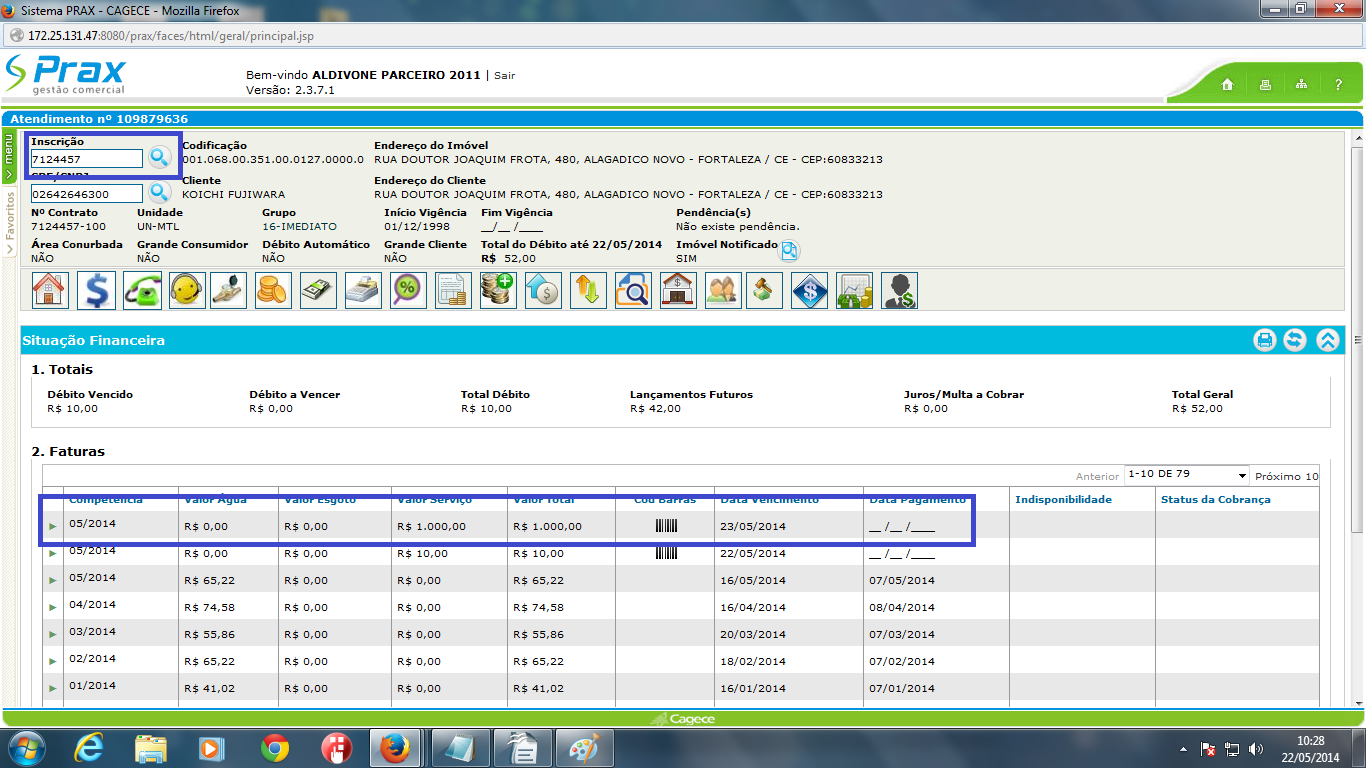 Sistema PRAX - CAGECE - Mozilla Firefox
172.25.131.47:8080/prax/faces/html/geral/principal.jsp
Prax
gestão comercial
Bem-vindo ALDIVONE PARCEIRO 2011 | Sair
Versão: 2.3.7.1
?
Atendimento nº 109879636
menu
Favoritos
Inscrição Codificação Endereço do Imóvel
7124457 001.068.00.351.00.0127.0000.0 RUA DOUTOR JOAQUIM FROTA, 480, ALAGADICO NOVO - FORTALEZA / CE - CEP:60833213
CPF/CNPJ Cliente Endereço do Cliente
02642646300 KOICHI FUJIWARA RUA DOUTOR JOAQUIM FROTA, 480, ALAGADICO NOVO - FORTALEZA / CE - CEP:60833213
Nº Contrato Unidade Grupo Início Vigência Fim Vigência Pendência(s)
7124457-100 UN-MTL 16-IMEDIATO 01/12/1998 __/__ /____ Não existe pendência.
Área Conurbada Grande Consumidor Débito Automático Grande Cliente Total do Débito até 22/05/2014 Imóvel Notificado
NÃO NÃO NÃO NÃO R$ 52,00 SIM
Situação Financeira
1. Totais
Débito Vencido Débito a Vencer Total Débito Lançamentos Futuros Juros/Multa a Cobrar Total Geral
R$ 10,00 R$ 0,00 R$ 10,00 R$ 42,00 R$ 0,00 R$ 52,00
2. Faturas
Anterior 1-10 DE 79 Próximo 10
Competência Valor Água Valor Esgoto Valor Serviço Valor Total Cod Barras Data Vencimento Data Pagamento Indisponibilidade Status da Cobrança
05/2014 R$ 0,00 R$ 0,00 R$ 1.000,00 R$ 1.000,00 23/05/2014 __ /__ /____
05/2014 R$ 0,00 R$ 0,00 R$ 10,00 R$ 10,00 22/05/2014 __ /__ /____
05/2014 R$ 65,22 R$ 0,00 R$ 0,00 R$ 65,22 16/05/2014 07/05/2014
04/2014 R$ 74,58 R$ 0,00 R$ 0,00 R$ 74,58 16/04/2014 08/04/2014
03/2014 R$ 55,86 R$ 0,00 R$ 0,00 R$ 55,86 20/03/2014 07/03/2014
02/2014 R$ 65,22 R$ 0,00 R$ 0,00 R$ 65,22 18/02/2014 07/02/2014
01/2014 R$ 41,02 R$ 0,00 R$ 0,00 R$ 41,02 16/01/2014 07/01/2014
Cagece
10:28
22/05/2014